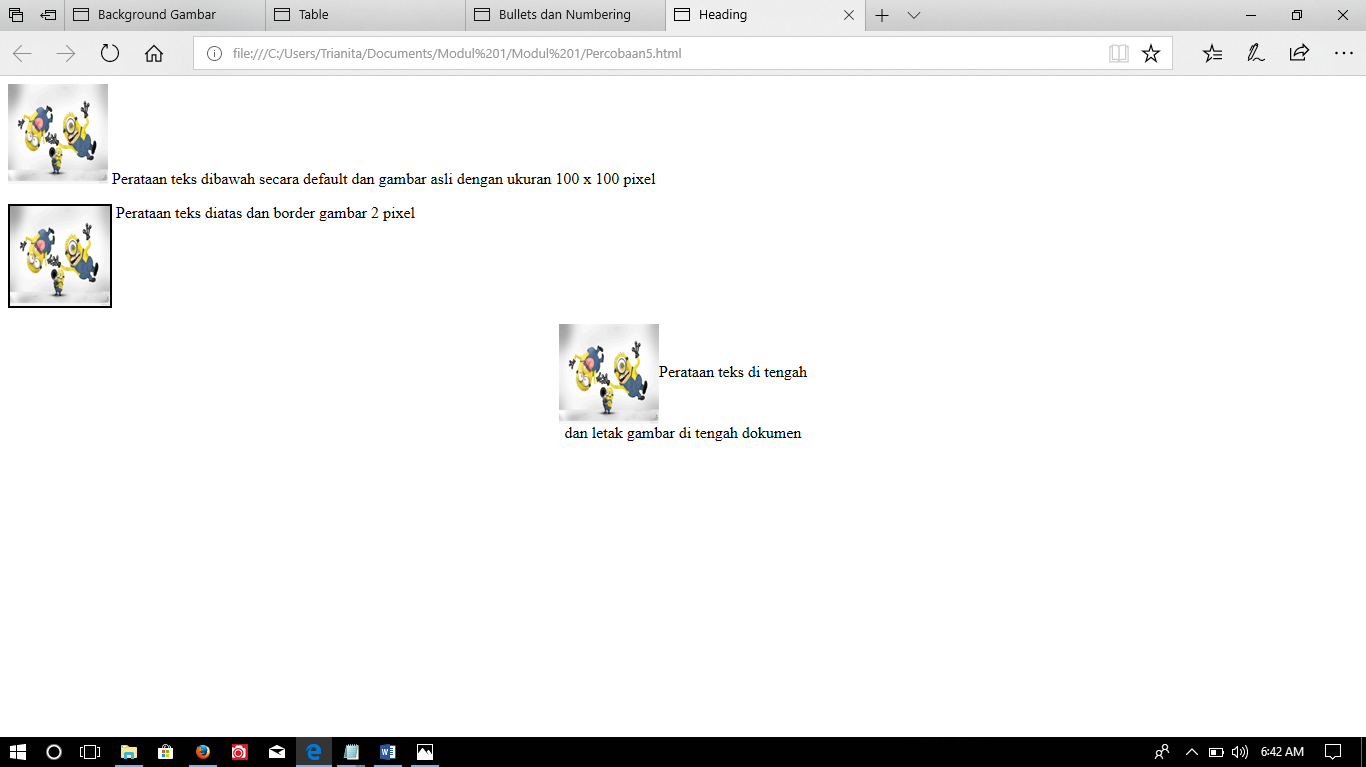 Background Gambar
Table
Bullets dan Numbering
Heading
file:///C:/Users/Trianita/Documents/Modul%201/Modul%201/Percobaan5.html
Perataan teks dibawah secara default dan gambar asli dengan ukuran 100 x 100 pixel
Perataan teks diatas dan border gambar 2 pixel
Perataan teks di tengah
dan letak gambar di tengah dokumen
6:42 AM